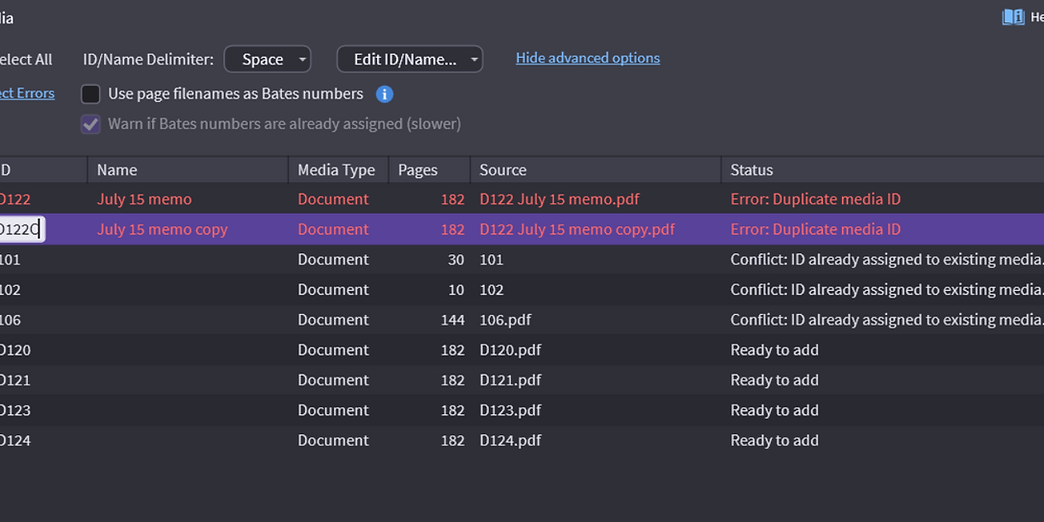 lia
He
elect All ID/Name Delimiter: Space Edit ID/Name... Hide advanced options
ect Errors Use page filenames as Bates numbers
Warn if Bates numbers are already assigned (slower)
D Name Media Type Pages Source Status
D122 July 15 memo Document 182 D122 July 15 memo.pdf Error: Duplicate media ID
D122C July 15 memo copy Document 182 D122 July 15 memo copy.pdf Error: Duplicate media ID
101 Document 30 101 Conflict: ID already assigned to existing media.
102 Document 10 102 Conflict: ID already assigned to existing media.
106 Document 144 106.pdf Conflict: ID already assigned to existing media.
D120 Document 182 D120.pdf Ready to add
D121 Document 182 D121.pdf Ready to add
D123 Document 182 D123.pdf Ready to add
D124 Document 182 D124.pdf Ready to add